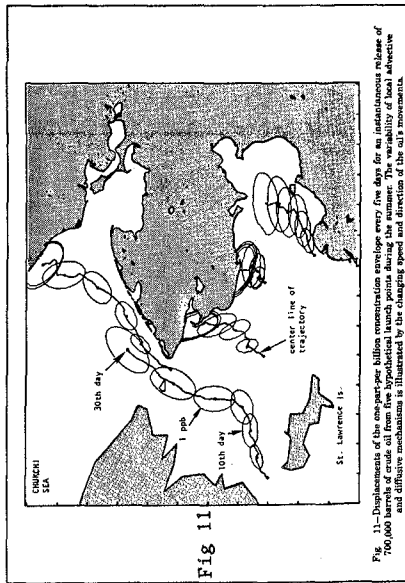 CHUKCHI
SEA
30th day
1 ppb
10th day
center line of
trajectory
St. Lawrence Is.
Fig 11
Fig. 11—Displacements of the one-part-per billion concentration envelope every five days for an instantaneous release of
700,000 barrels of crude oil from five hypothetical launch points during the summer. The variability of local advective
and diffusive mechanisms is illustrated by the changing speed and direction of the oil's movements.